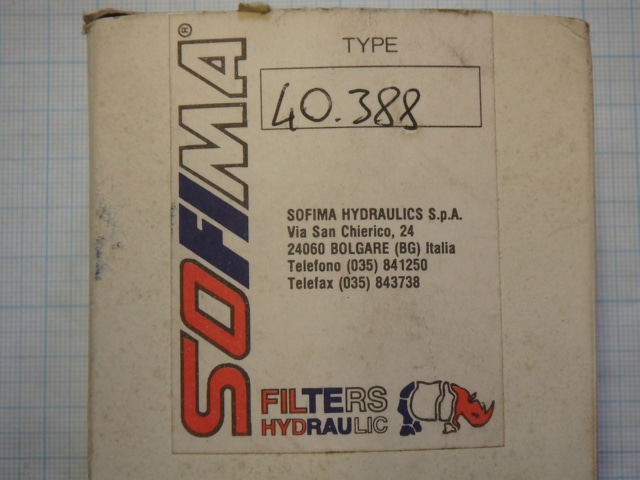 SOFIMA®
TYPE
40.388
SOFIMA HYDRAULICS S.p.A.
Via San Chierico, 24
24060 BOLGARE (BG) Italia
Telefono (035) 841250
Telefax (035) 843738
FILTERS
HYDRAULIC